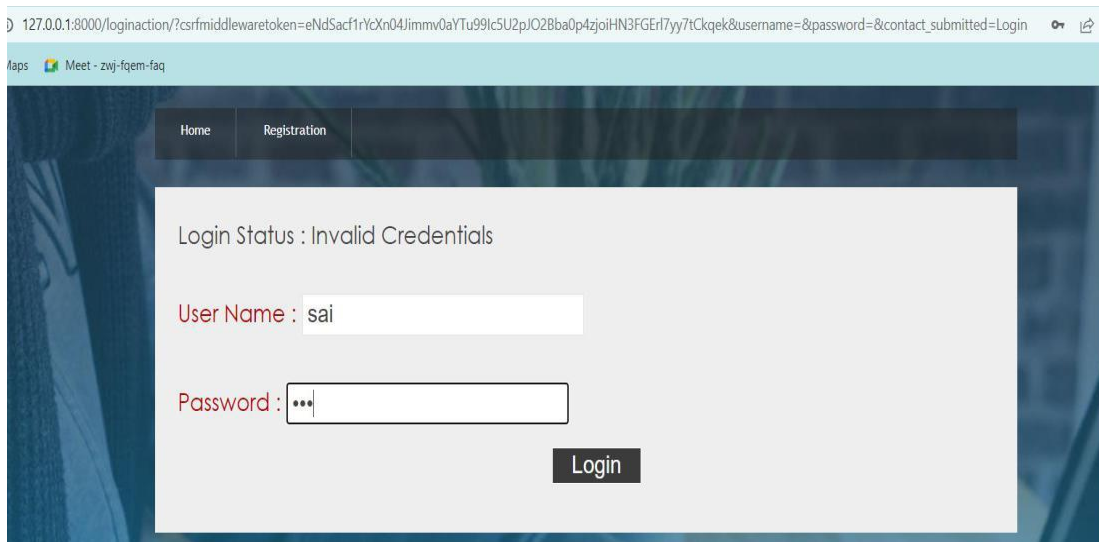 127.0.0.1:8000/loginaction/?csrfmiddlewaretoken=eNdSacf1rYcXn04Jimmv0aYTu99Ic5U2pJO2Bba0p4zjoiHN3FGErl7yy7tCkqek&username=&password=&contact_submitted=Login
Maps Meet - zwj-fqem-faq
Home Registration
Login Status : Invalid Credentials
User Name : sai
Password : •••
Login